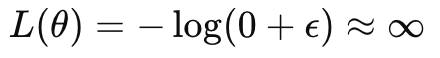 L(θ) = − log(0 + ϵ) ≈ ∞